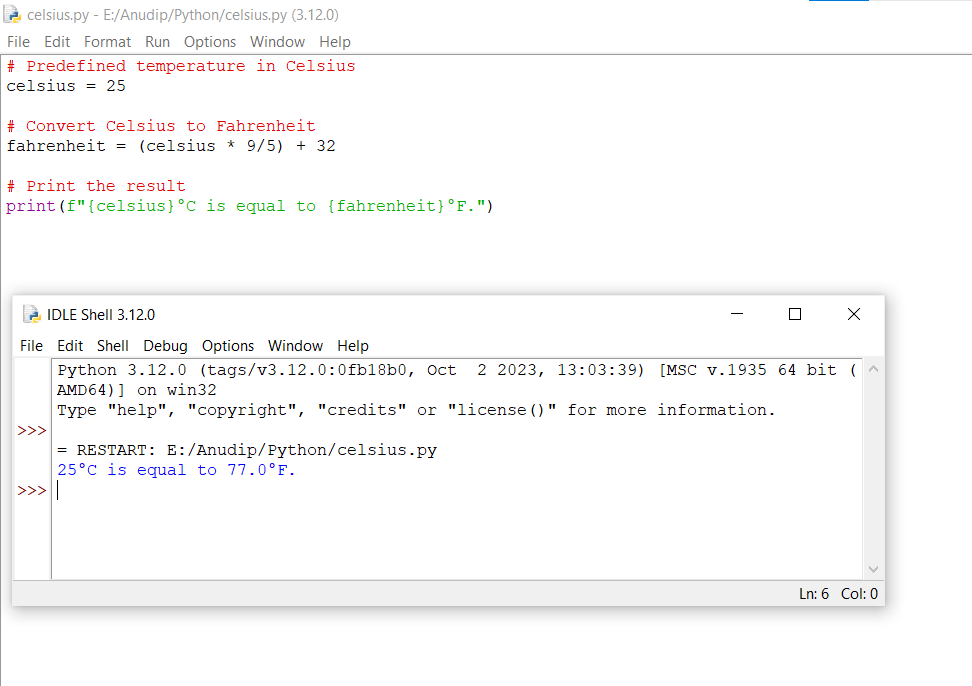 celsius.py - E:/Anudip/Python/celsius.py (3.12.0)
File Edit Format Run Options Window Help
# Predefined temperature in Celsius
celsius = 25
# Convert Celsius to Fahrenheit
fahrenheit = (celsius * 9/5) + 32
# Print the result
print(f"{celsius}°C is equal to {fahrenheit}°F.")
IDLE Shell 3.12.0
File Edit Shell Debug Options Window Help
Python 3.12.0 (tags/v3.12.0:0fb18b0, Oct  2 2023, 13:03:39) [MSC v.1935 64 bit (
AMD64)] on win32
Type "help", "copyright", "credits" or "license()" for more information.
>>>
= RESTART: E:/Anudip/Python/celsius.py
25°C is equal to 77.0°F.
>>>
Ln: 6 Col: 0